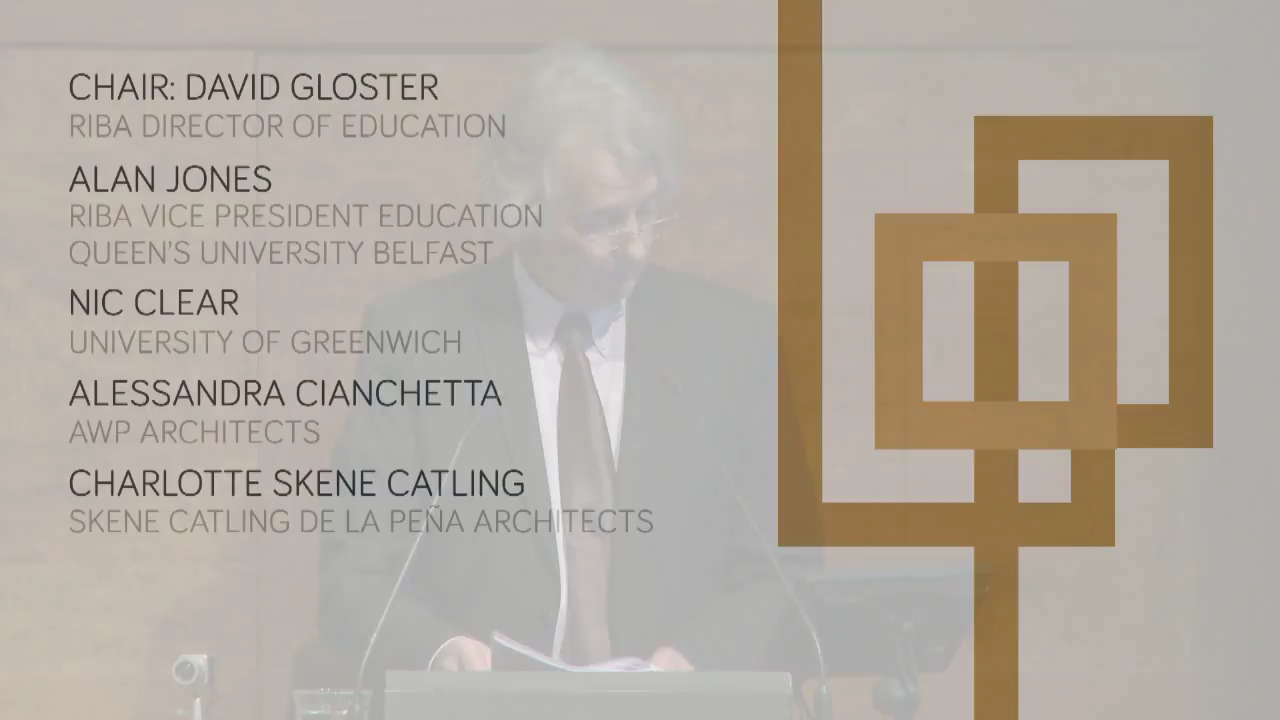 CHAIR: DAVID GLOSTER
RIBA DIRECTOR OF EDUCATION
ALAN JONES
RIBA VICE PRESIDENT EDUCATION
QUEEN'S UNIVERSITY BELFAST
NIC CLEAR
UNIVERSITY OF GREENWICH
ALESSANDRA CIANCHETTA
AWP ARCHITECTS
CHARLOTTE SKENE CATLING
SKENE CATLING DE LA PEÑA ARCHITECTS